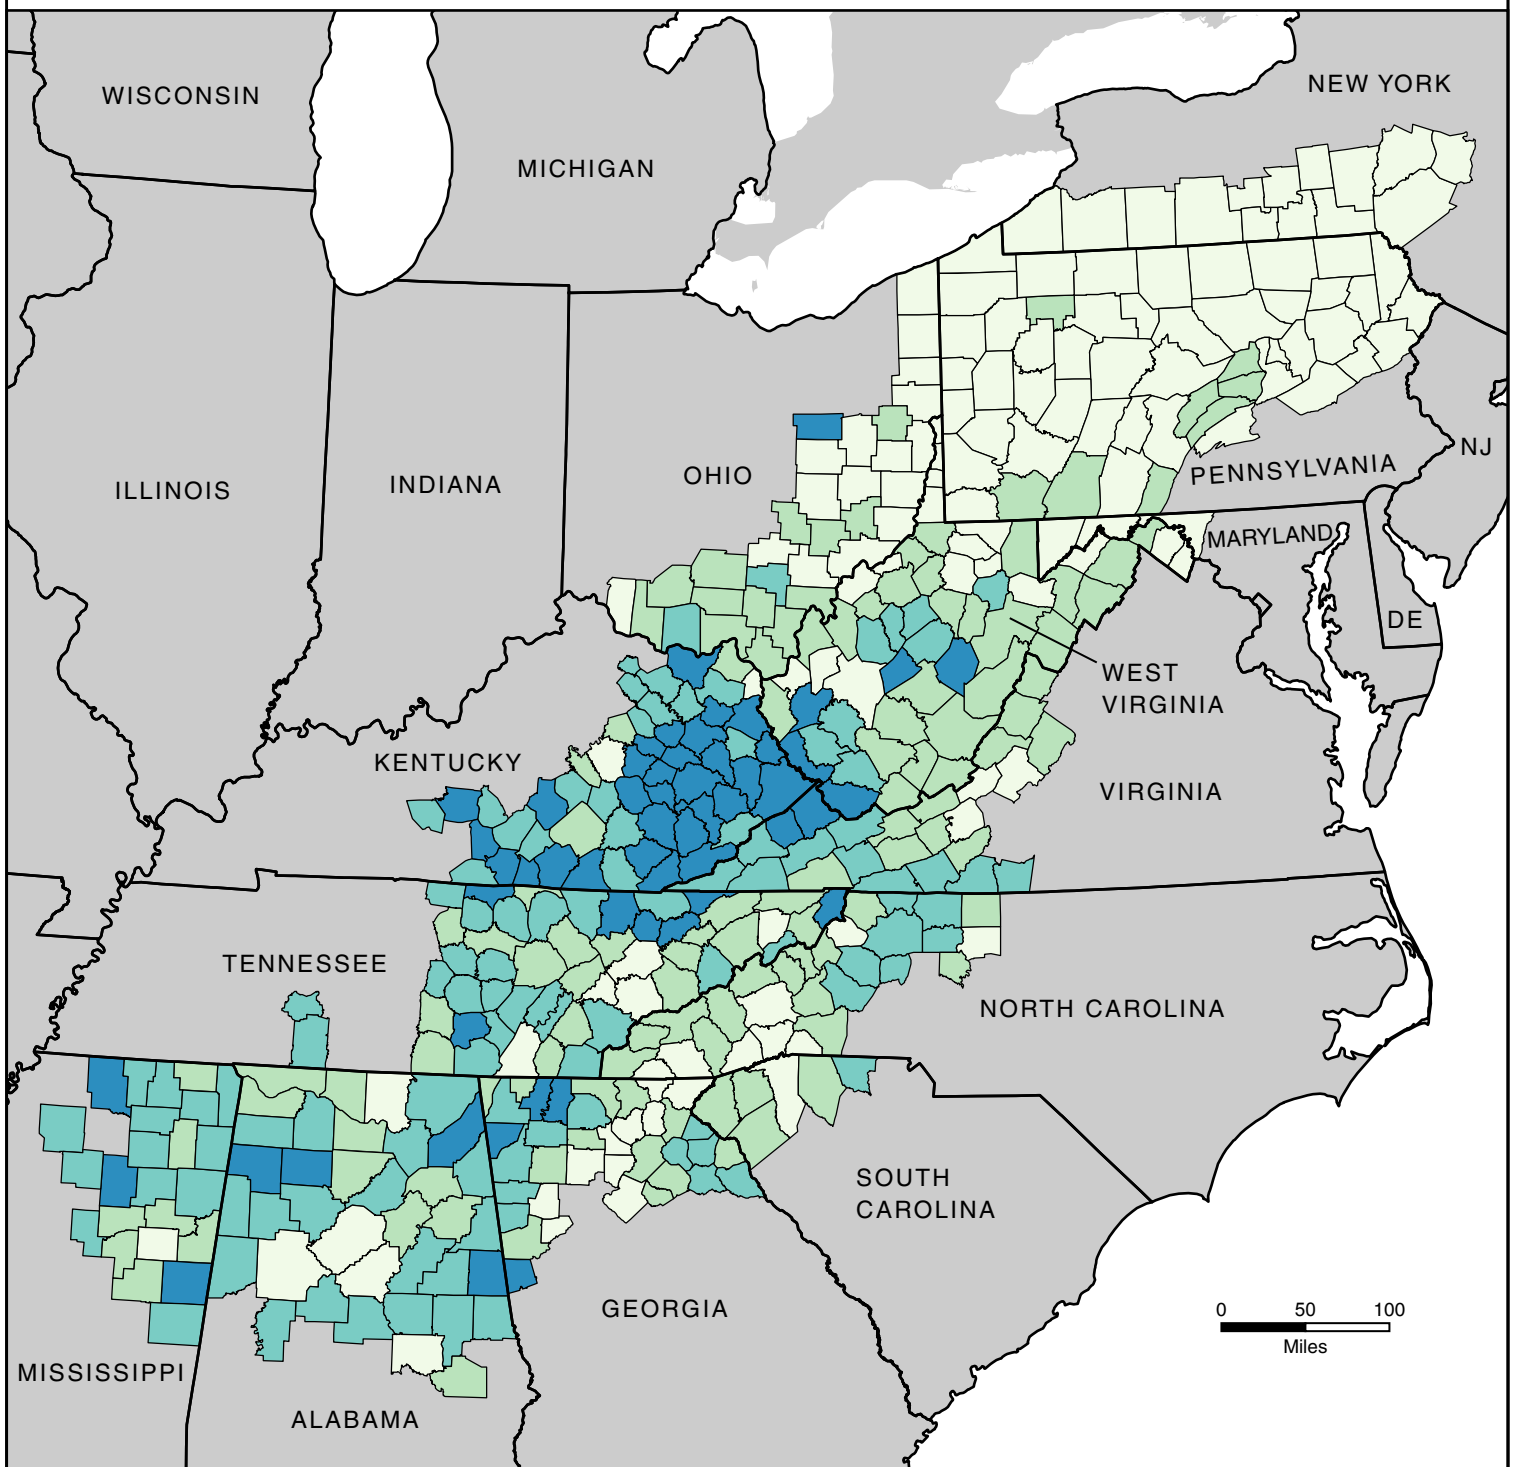 WISCONSIN
NEW YORK
MICHIGAN
ILLINOIS
INDIANA
OHIO
PENNSYLVANIA
NJ
MARYLAND
DE
WEST
VIRGINIA
KENTUCKY
VIRGINIA
TENNESSEE
NORTH CAROLINA
SOUTH
CAROLINA
GEORGIA
MISSISSIPPI
ALABAMA
0 50 100
Miles